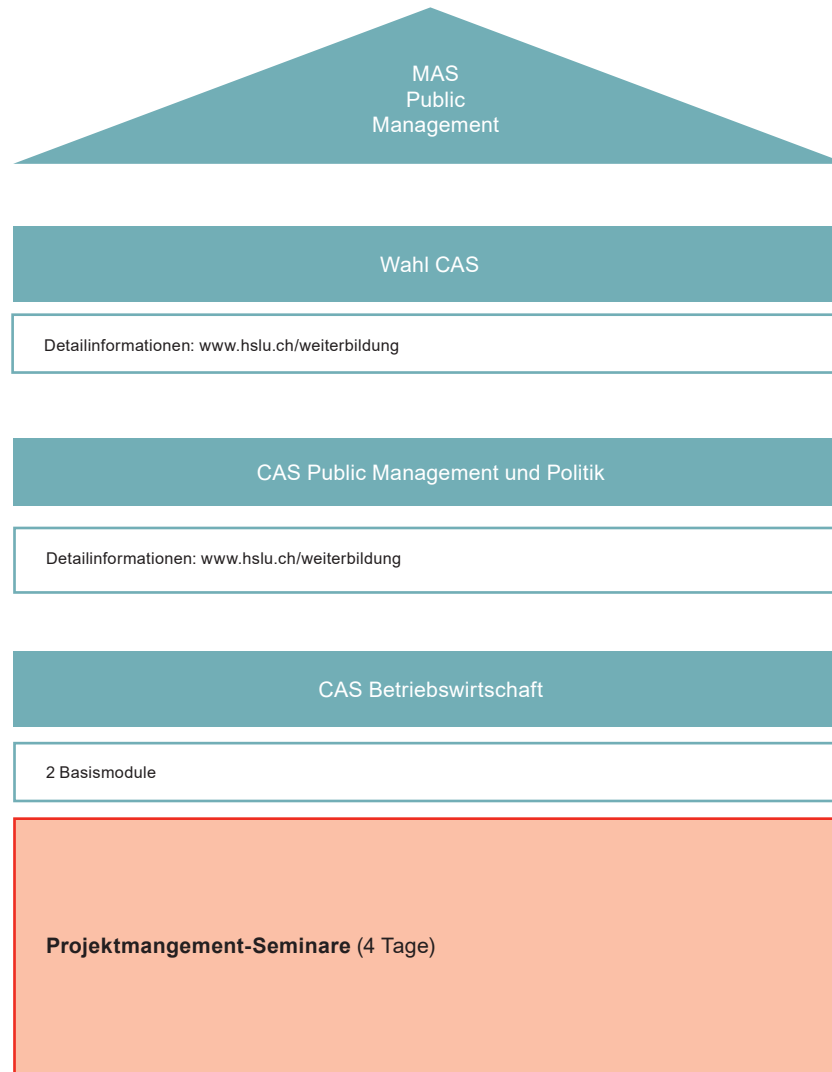 MAS
Public
Management
Wahl CAS
Detailinformationen: www.hslu.ch/weiterbildung
CAS Public Management und Politik
Detailinformationen: www.hslu.ch/weiterbildung
CAS Betriebswirtschaft
2 Basismodule
Projektmangement-Seminare (4 Tage)